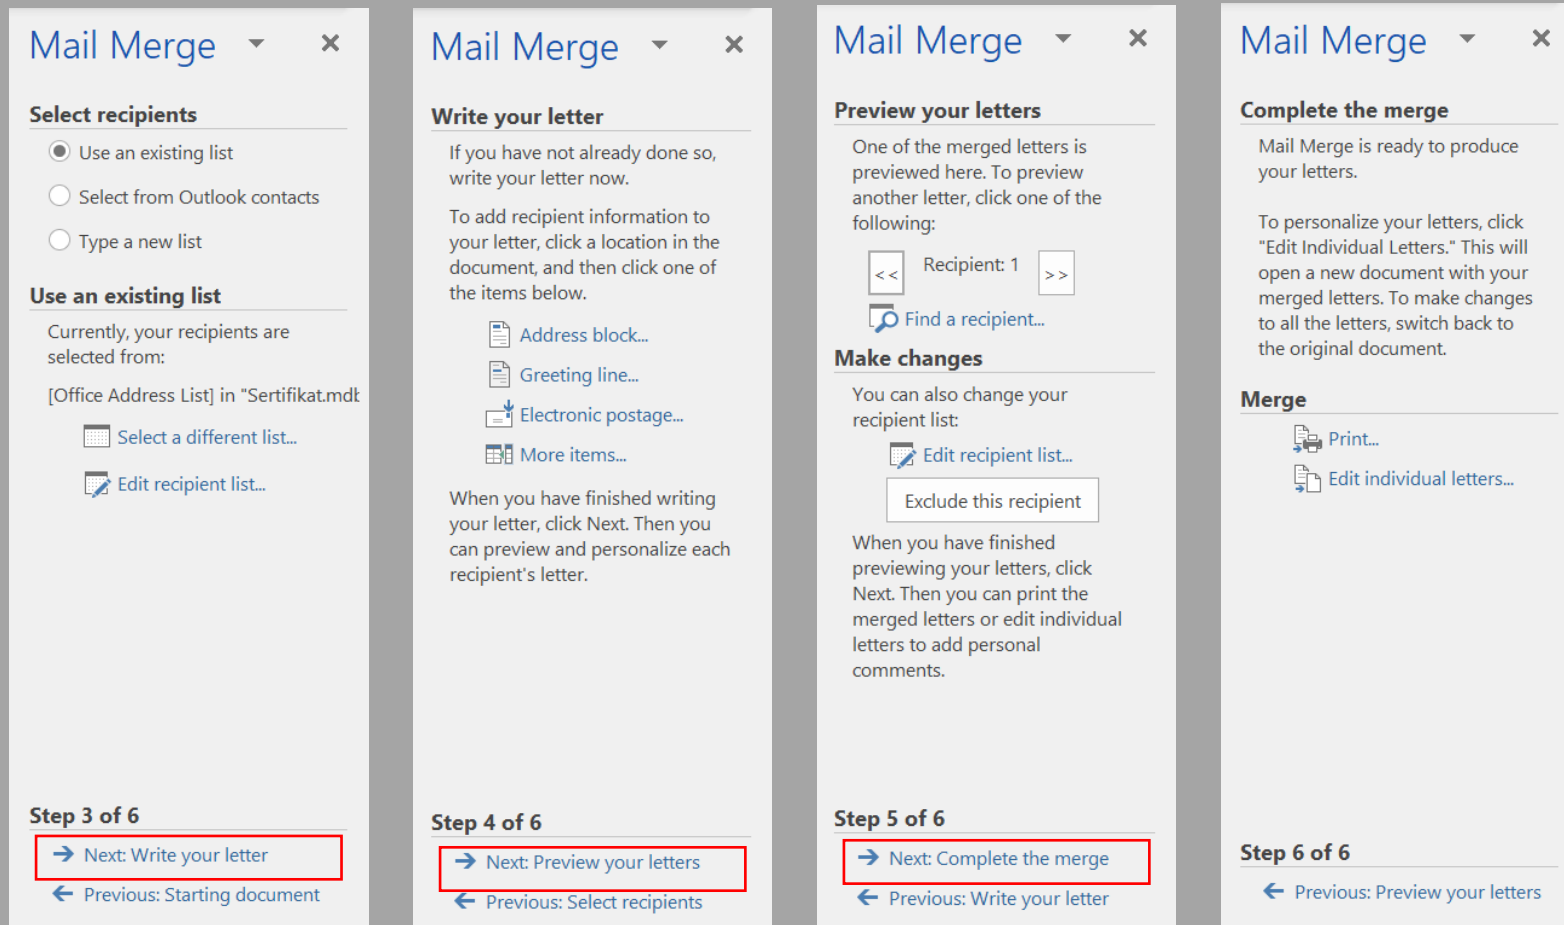 Mail Merge
Select recipients
Use an existing list
Select from Outlook contacts
Type a new list
Use an existing list
Currently, your recipients are
selected from:
[Office Address List] in "Sertifikat.mdb
Select a different list...
Edit recipient list...
Step 3 of 6
Next: Write your letter
Previous: Starting document
Mail Merge
Write your letter
If you have not already done so,
write your letter now.
To add recipient information to
your letter, click a location in the
document, and then click one of
the items below.
Address block...
Greeting line...
Electronic postage...
More items...
When you have finished writing
your letter, click Next. Then you
can preview and personalize each
recipient's letter.
Step 4 of 6
Next: Preview your letters
Previous: Select recipients
Mail Merge
Preview your letters
One of the merged letters is
previewed here. To preview
another letter, click one of the
following:
<< Recipient: 1 >>
Find a recipient...
Make changes
You can also change your
recipient list:
Edit recipient list...
Exclude this recipient
When you have finished
previewing your letters, click
Next. Then you can print the
merged letters or edit individual
letters to add personal
comments.
Step 5 of 6
Next: Complete the merge
Previous: Write your letter
Mail Merge
Complete the merge
Mail Merge is ready to produce
your letters.
To personalize your letters, click
"Edit Individual Letters." This will
open a new document with your
merged letters. To make changes
to all the letters, switch back to
the original document.
Merge
Print...
Edit individual letters...
Step 6 of 6
Previous: Preview your letters